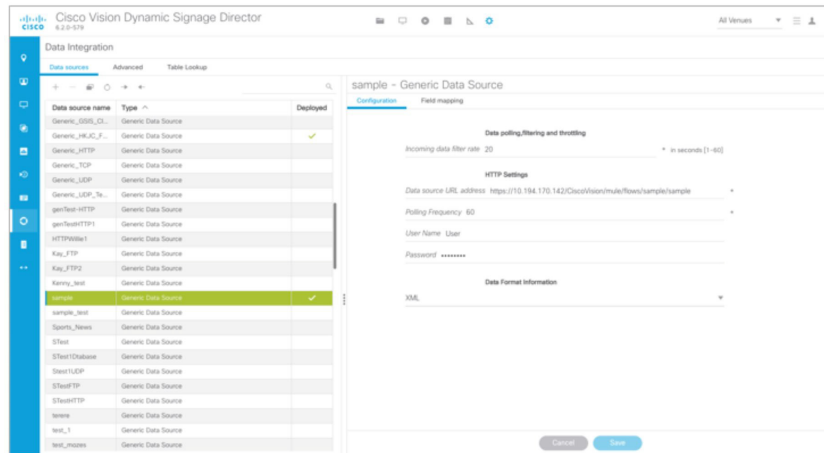 CISCO
Cisco Vision Dynamic Signage Director
6.2.0-579
All Venues
Data Integration
Data sources Advanced Table Lookup
Data source name Type Deployed
Generic_GSIS_Cl... Generic Data Source
Generic_HKJC_F... Generic Data Source
Generic_HTTP Generic Data Source
Generic_TCP Generic Data Source
Generic_UDP Generic Data Source
Generic_UDP_Te... Generic Data Source
genTest-HTTP Generic Data Source
genTestHTTP1 Generic Data Source
HTTPWillie1 Generic Data Source
Kay_FTP Generic Data Source
Kay_FTP2 Generic Data Source
Kenny_test Generic Data Source
sample Generic Data Source
sample_test Generic Data Source
Sports_News Generic Data Source
STest Generic Data Source
STest1Dtabase Generic Data Source
Stest1UDP Generic Data Source
STestFTP Generic Data Source
STestHTTP Generic Data Source
terere Generic Data Source
test_1 Generic Data Source
test_mozes Generic Data Source
sample - Generic Data Source
Configuration Field mapping
Data polling,filtering and throttling
Incoming data filter rate 20 * in seconds [1-60]
HTTP Settings
Data source URL address https://10.194.170.142/CiscoVision/mule/flows/sample/sample *
Polling Frequency 60 *
User Name User
Password ••••••••
Data Format Information
XML
Cancel Save